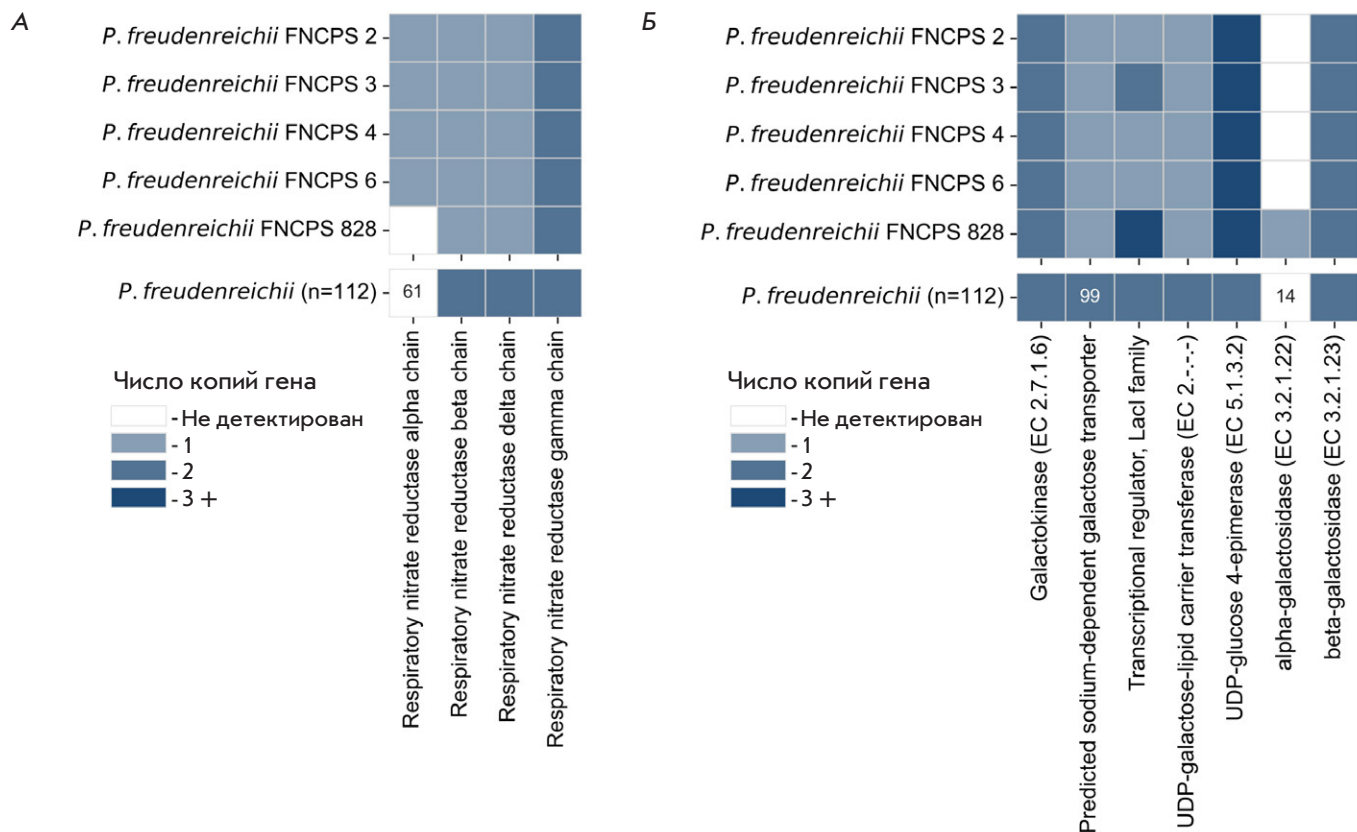 А
P. freudenreichii FNCPS 2
P. freudenreichii FNCPS 3
P. freudenreichii FNCPS 4
P. freudenreichii FNCPS 6
P. freudenreichii FNCPS 828
P. freudenreichii (n=112)
61
Число копий гена
-Не детектирован
-1
-2
-3 +
Respiratory nitrate reductase alpha chain
Respiratory nitrate reductase beta chain
Respiratory nitrate reductase delta chain
Respiratory nitrate reductase gamma chain
Б
P. freudenreichii FNCPS 2
P. freudenreichii FNCPS 3
P. freudenreichii FNCPS 4
P. freudenreichii FNCPS 6
P. freudenreichii FNCPS 828
P. freudenreichii (n=112)
99
14
Число копий гена
-Не детектирован
-1
-2
-3 +
Galactokinase (EC 2.7.1.6)
Predicted sodium-dependent galactose transporter
Transcriptional regulator, LacI family
UDP-galactose-lipid carrier transferase (EC 2.-.-.-)
UDP-glucose 4-epimerase (EC 5.1.3.2)
alpha-galactosidase (EC 3.2.1.22)
beta-galactosidase (EC 3.2.1.23)